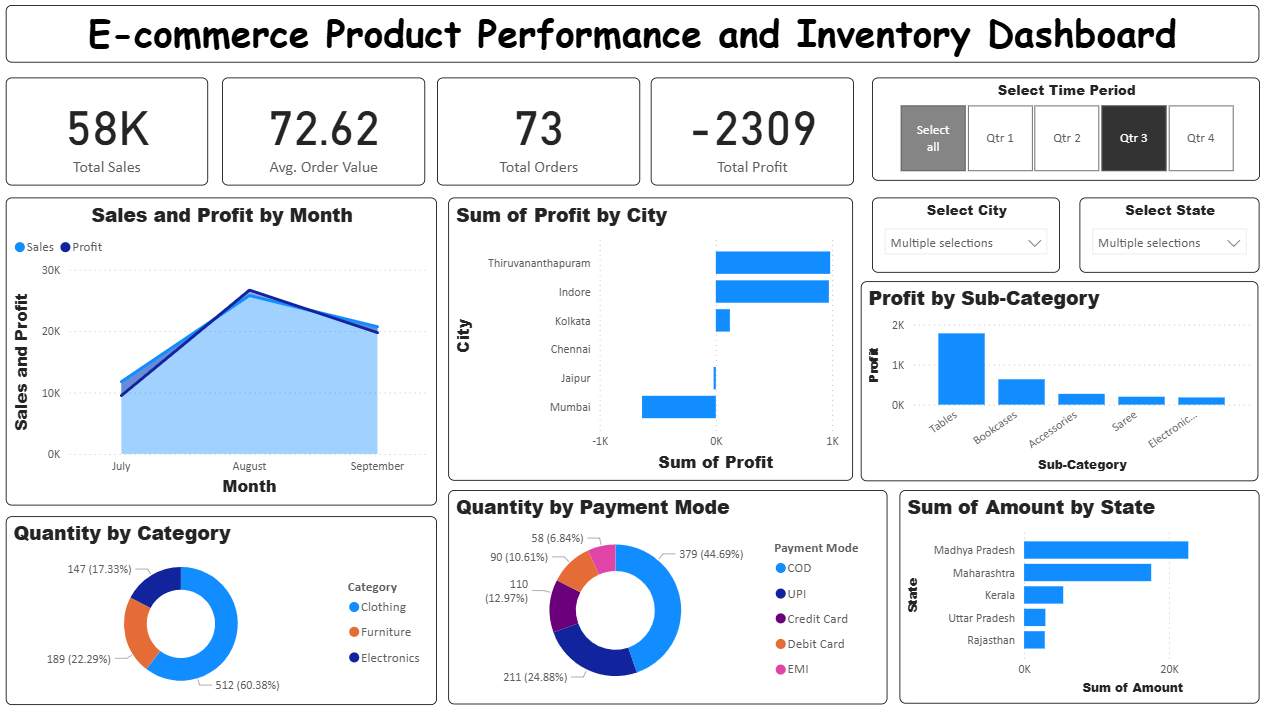 E-commerce Product Performance and Inventory Dashboard
58K
Total Sales
72.62
Avg. Order Value
73
Total Orders
-2309
Total Profit
Select Time Period
Select
all
Qtr 1
Qtr 2
Qtr 3
Qtr 4
Sales and Profit by Month
Sales
Profit
Sales and Profit
30K
20K
10K
0K
July
August
September
Month
Sum of Profit by City
City
Thiruvananthapuram
Indore
Kolkata
Chennai
Jaipur
Mumbai
-1K
0K
1K
Sum of Profit
Select City
Multiple selections
Select State
Multiple selections
Profit by Sub-Category
Profit
2K
1K
0K
Tables
Bookcases
Accessories
Saree
Electronic...
Sub-Category
Quantity by Category
147 (17.33%)
189 (22.29%)
512 (60.38%)
Category
Clothing
Furniture
Electronics
Quantity by Payment Mode
58 (6.84%)
90 (10.61%)
110
(12.97%)
211 (24.88%)
379 (44.69%)
Payment Mode
COD
UPI
Credit Card
Debit Card
EMI
Sum of Amount by State
State
Madhya Pradesh
Maharashtra
Kerala
Uttar Pradesh
Rajasthan
0K
20K
Sum of Amount